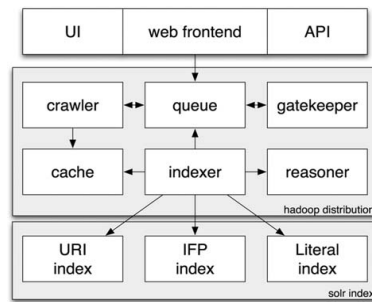 UI web frontend API
crawler queue gatekeeper
cache indexer reasoner
hadoop distribution
URI IFP Literal
index index index
solr index